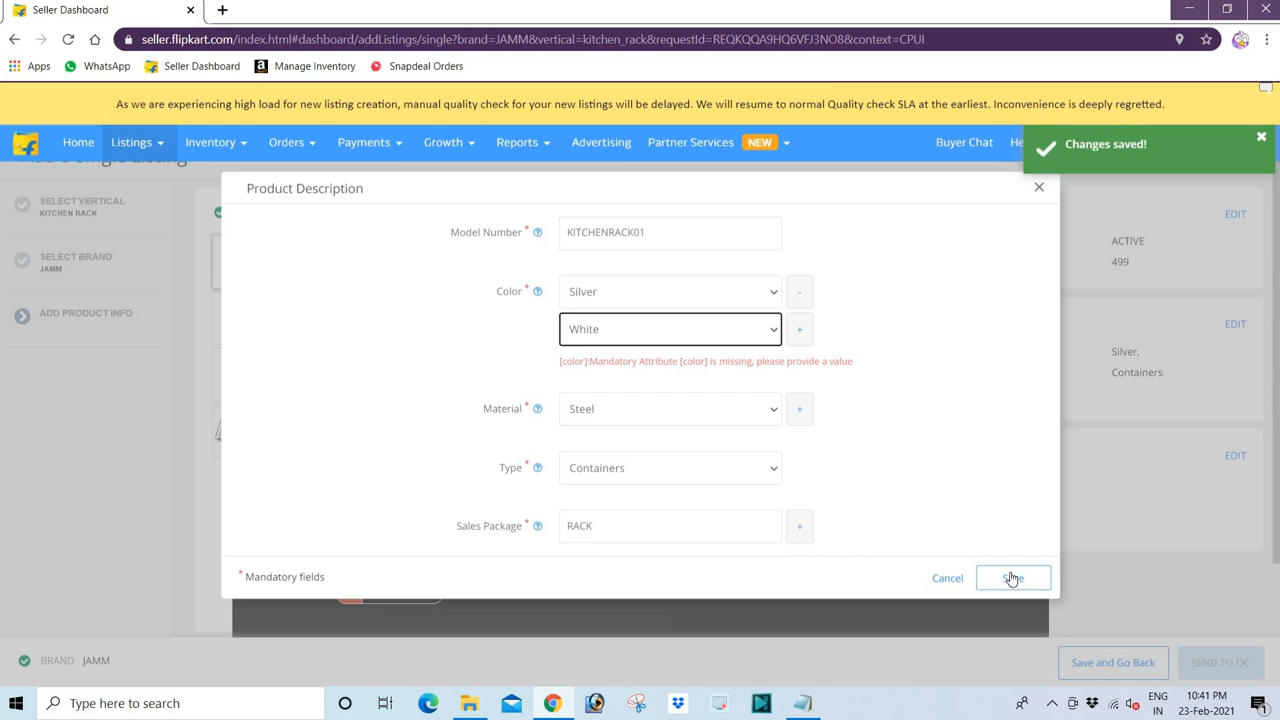 Seller Dashboard
seller.flipkart.com/index.html#dashboard/addListings/single?brand=JAMM&vertical=kitchen_rack&requestId=REQKQQA9HQ6VFJ3NO8&context=CPUI
Apps WhatsApp Seller Dashboard Manage Inventory Snapdeal Orders
As we are experiencing high load for new listing creation, manual quality check for your new listings will be delayed. We will resume to normal Quality check SLA at the earliest. Inconvenience is deeply regretted.
Home Listings Inventory Orders Payments Growth Reports Advertising Partner Services NEW Buyer Chat
Changes saved!
Product Description
SELECT VERTICAL
KITCHEN RACK
SELECT BRAND
JAMM
ADD PRODUCT INFO
Model Number * KITCHENRACK01
Color * Silver -
White +
[color]:Mandatory Attribute [color] is missing, please provide a value
Material * Steel +
Type * Containers
Sales Package * RACK +
* Mandatory fields
Cancel
EDIT
ACTIVE
499
EDIT
Silver,
Containers
EDIT
BRAND JAMM
Save and Go Back SEND TO QC
Type here to search
ENG
IN
10:41 PM
23-Feb-2021
1